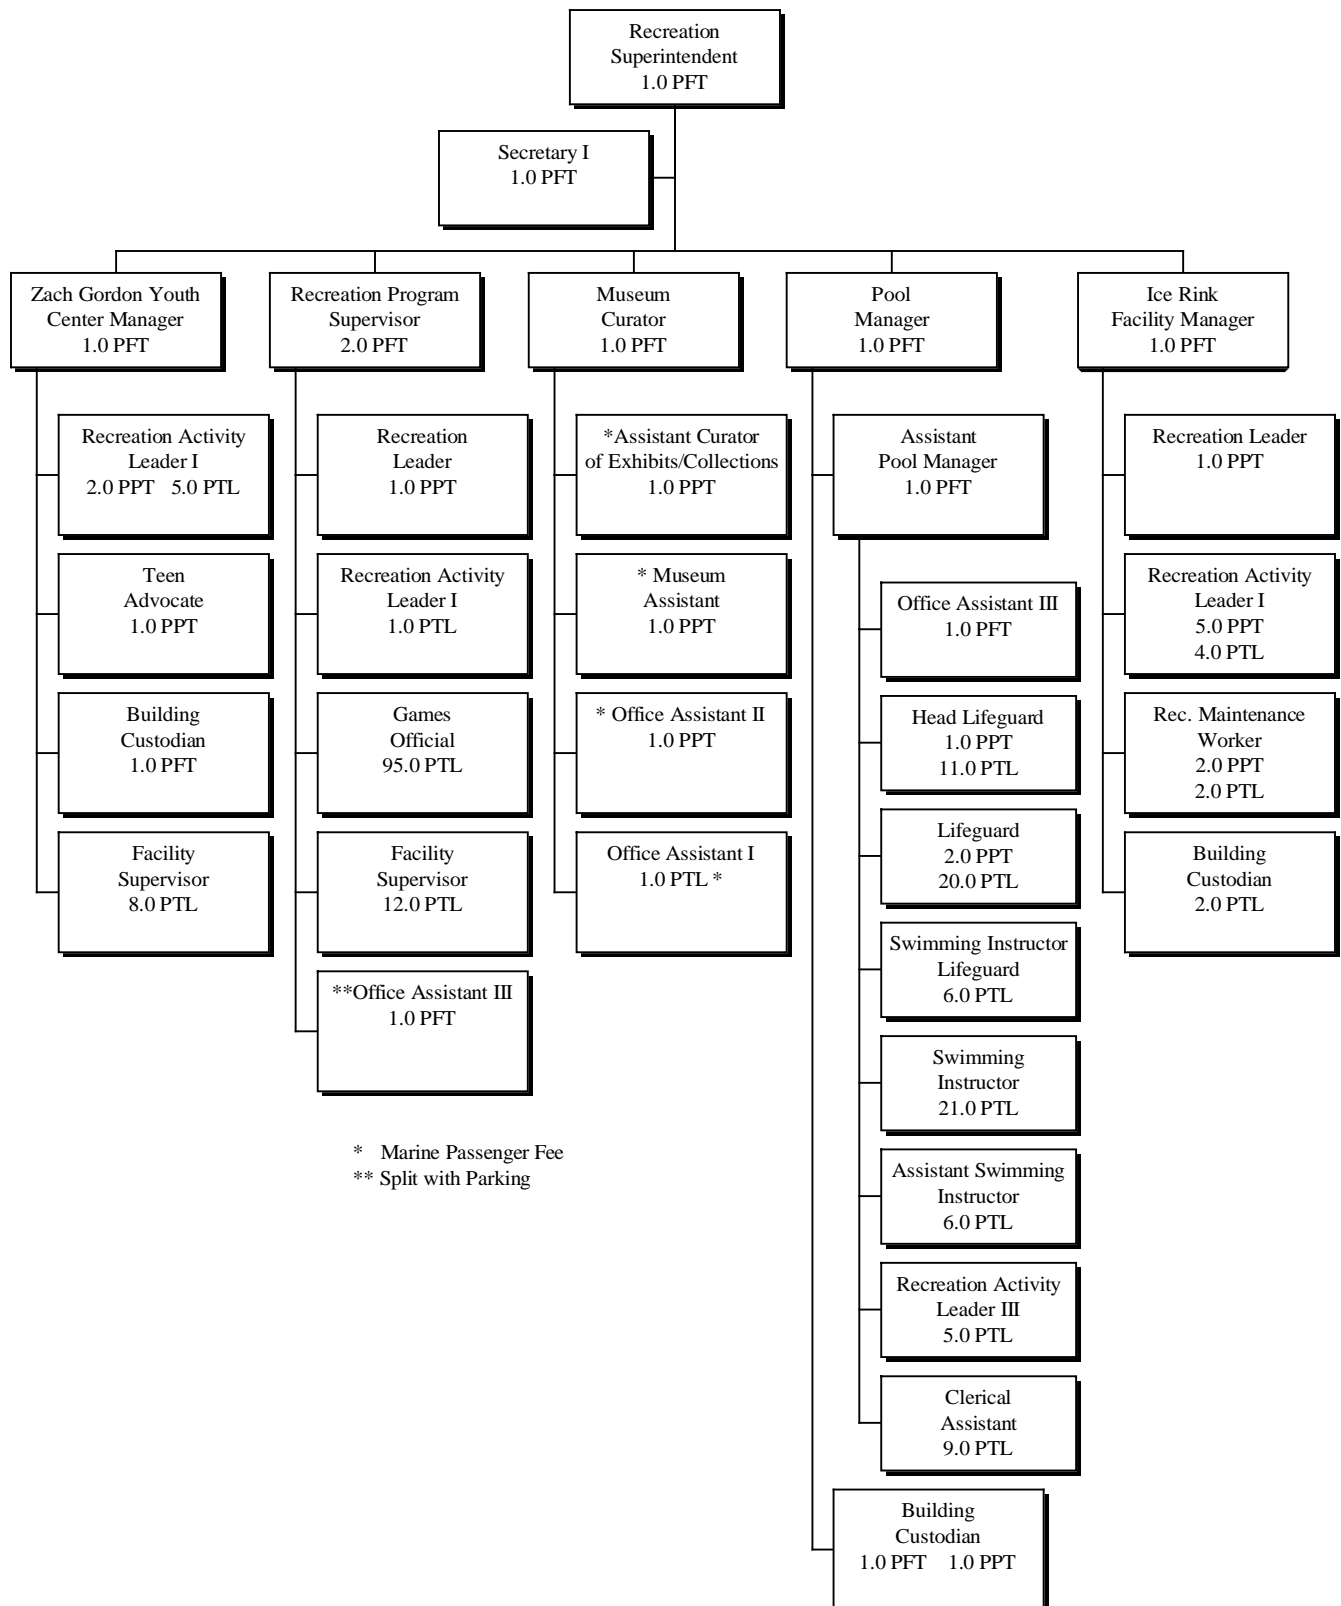 Recreation
Superintendent
1.0 PFT
Secretary I
1.0 PFT
Zach Gordon Youth
Center Manager
1.0 PFT
Recreation Program
Supervisor
2.0 PFT
Museum
Curator
1.0 PFT
Pool
Manager
1.0 PFT
Ice Rink
Facility Manager
1.0 PFT
Recreation Activity
Leader I
2.0 PPT 5.0 PTL
Teen
Advocate
1.0 PPT
Building
Custodian
1.0 PFT
Facility
Supervisor
8.0 PTL
Recreation
Leader
1.0 PPT
Recreation Activity
Leader I
1.0 PTL
Games
Official
95.0 PTL
Facility
Supervisor
12.0 PTL
**Office Assistant III
1.0 PFT
*Assistant Curator
of Exhibits/Collections
1.0 PPT
* Museum
Assistant
1.0 PPT
* Office Assistant II
1.0 PPT
Office Assistant I
1.0 PTL *
Assistant
Pool Manager
1.0 PFT
Office Assistant III
1.0 PFT
Head Lifeguard
1.0 PPT
11.0 PTL
Lifeguard
2.0 PPT
20.0 PTL
Swimming Instructor
Lifeguard
6.0 PTL
Swimming
Instructor
21.0 PTL
Assistant Swimming
Instructor
6.0 PTL
Recreation Activity
Leader III
5.0 PTL
Clerical
Assistant
9.0 PTL
Building
Custodian
1.0 PFT 1.0 PPT
Recreation Leader
1.0 PPT
Recreation Activity
Leader I
5.0 PPT
4.0 PTL
Rec. Maintenance
Worker
2.0 PPT
2.0 PTL
Building
Custodian
2.0 PTL
* Marine Passenger Fee
** Split with Parking